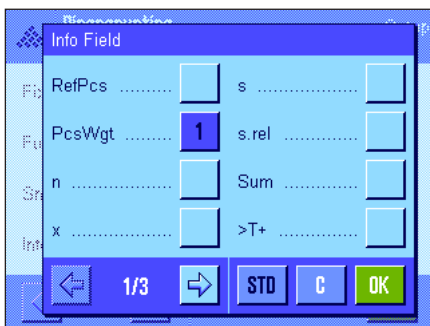 Info Field
RefPcs ..........
PcsWgt ........ 1
n ..................
x ..................
s ..................
s.rel ..............
Sum .............
>T+ ..............
1/3
STD C OK